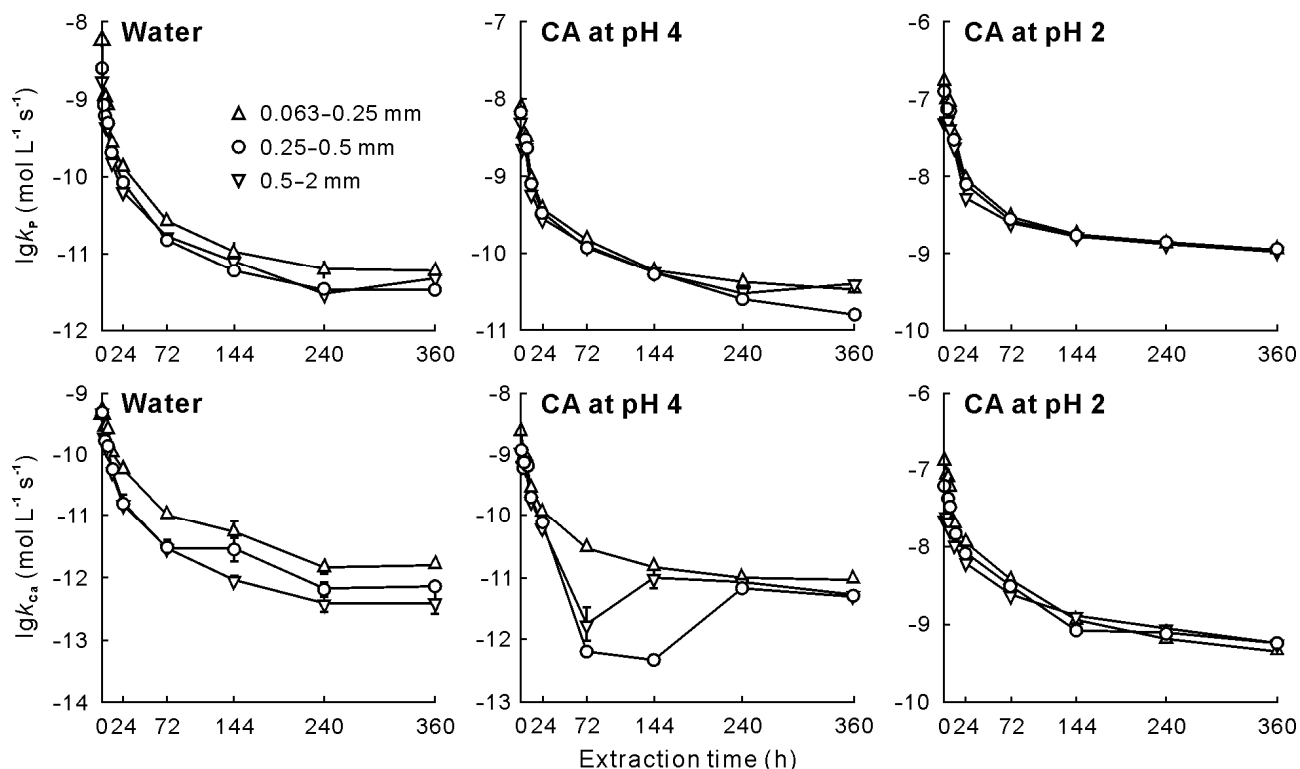 Water
CA at pH 4
CA at pH 2
lgkP (mol L⁻¹ s⁻¹)
-8
-9
-10
-11
-12
0.063–0.25 mm
0.25–0.5 mm
0.5–2 mm
0 24 72 144 240 360
-7
-8
-9
-10
-11
0 24 72 144 240 360
-6
-7
-8
-9
-10
0 24 72 144 240 360
Water
CA at pH 4
CA at pH 2
lgkCa (mol L⁻¹ s⁻¹)
-9
-10
-11
-12
-13
-14
0 24 72 144 240 360
-8
-9
-10
-11
-12
-13
0 24 72 144 240 360
-6
-7
-8
-9
-10
0 24 72 144 240 360
Extraction time (h)